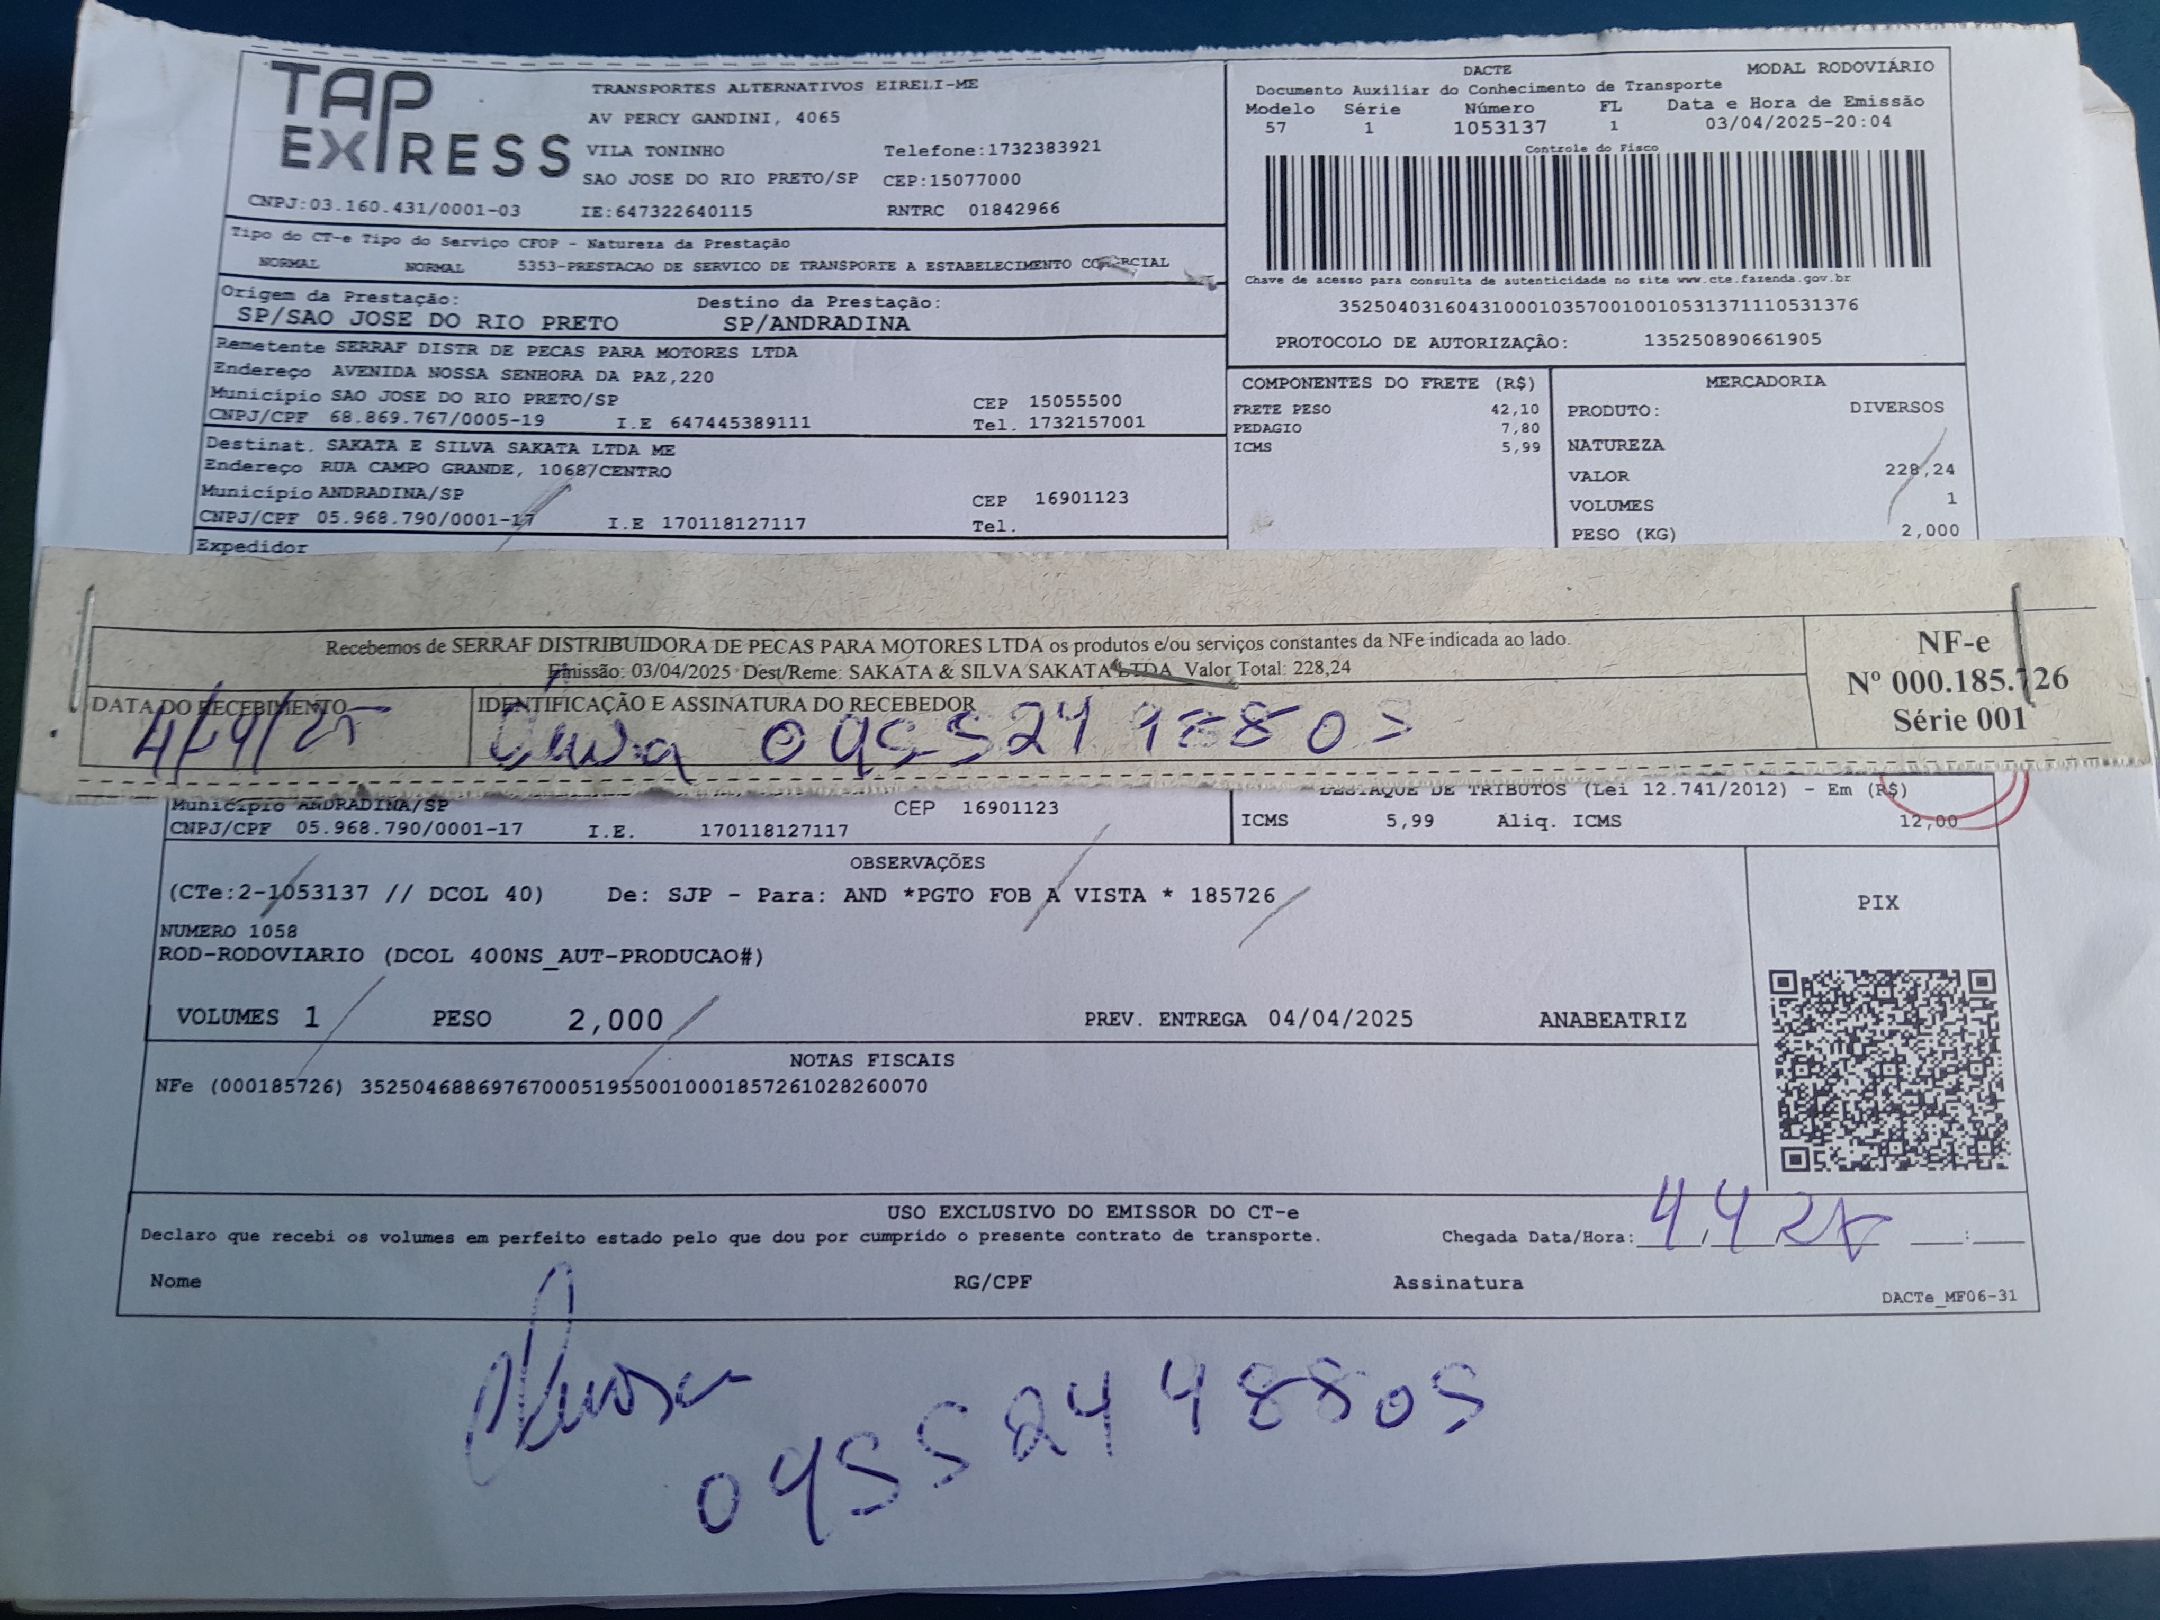 TAP EXPRESS
TRANSPORTES ALTERNATIVOS EIRELI-ME
AV PERCY GANDINI, 4065
VILA TONINHO Telefone:1732383921
SAO JOSE DO RIO PRETO/SP CEP:15077000
CNPJ:03.160.431/0001-03 IE:647322640115 RNTRC 01842966
DACTE MODAL RODOVIÁRIO
Documento Auxiliar do Conhecimento de Transporte
Modelo Série Número FL Data e Hora de Emissão
57 1 1053137 1 03/04/2025-20:04
Controle do Fisco
Chave de acesso para consulta de autenticidade no site www.cte.fazenda.gov.br
35250403160431000103570010010531371110531376
PROTOCOLO DE AUTORIZAÇÃO: 135250890661905
Tipo do CT-e Tipo do Serviço CFOP - Natureza da Prestação
NORMAL NORMAL 5353-PRESTACAO DE SERVICO DE TRANSPORTE A ESTABELECIMENTO COMERCIAL
Origem da Prestação: Destino da Prestação:
SP/SAO JOSE DO RIO PRETO SP/ANDRADINA
Remetente SERRAF DISTR DE PECAS PARA MOTORES LTDA
Endereço AVENIDA NOSSA SENHORA DA PAZ,220
Município SAO JOSE DO RIO PRETO/SP CEP 15055500
CNPJ/CPF 68.869.767/0005-19 I.E 647445389111 Tel. 1732157001
Destinat. SAKATA E SILVA SAKATA LTDA ME
Endereço RUA CAMPO GRANDE, 1068/CENTRO
Município ANDRADINA/SP CEP 16901123
CNPJ/CPF 05.968.790/0001-17 I.E 170118127117 Tel.
Expedidor
COMPONENTES DO FRETE (R$)
FRETE PESO 42,10
PEDAGIO 7,80
ICMS 5,99
MERCADORIA
PRODUTO: DIVERSOS
NATUREZA
VALOR 228,24
VOLUMES 1
PESO (KG) 2,000
Recebemos de SERRAF DISTRIBUIDORA DE PECAS PARA MOTORES LTDA os produtos e/ou serviços constantes da NFe indicada ao lado.
Emissão: 03/04/2025 Dest/Reme: SAKATA & SILVA SAKATA LTDA Valor Total: 228,24
DATA DO RECEBIMENTO IDENTIFICAÇÃO E ASSINATURA DO RECEBEDOR
4/4/25
NF-e
Nº 000.185.726
Série 001
Município ANDRADINA/SP CEP 16901123
CNPJ/CPF 05.968.790/0001-17 I.E. 170118127117
DESTAQUE DE TRIBUTOS (Lei 12.741/2012) - Em (R$)
ICMS 5,99 Aliq. ICMS 12,00
OBSERVAÇÕES
(CTe:2-1053137 // DCOL 40) De: SJP - Para: AND *PGTO FOB A VISTA * 185726
NUMERO 1058
ROD-RODOVIARIO (DCOL 400NS_AUT-PRODUCAO#)
VOLUMES 1 PESO 2,000 PREV. ENTREGA 04/04/2025 ANABEATRIZ
PIX
NOTAS FISCAIS
NFe (000185726) 35250468869767000519550010001857261028260070
USO EXCLUSIVO DO EMISSOR DO CT-e
Declaro que recebi os volumes em perfeito estado pelo que dou por cumprido o presente contrato de transporte. Chegada Data/Hora: 4 4 25
Nome RG/CPF Assinatura
DACTe_MF06-31
09552448805